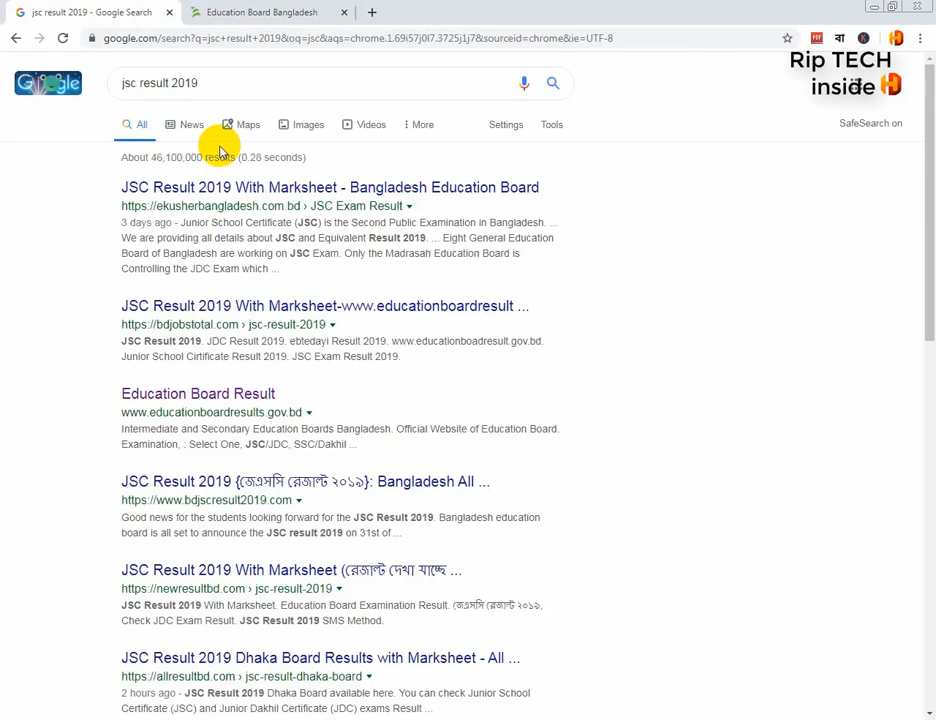 jsc result 2019 - Google Search
Education Board Bangladesh
google.com/search?q=jsc+result+2019&oq=jsc&aqs=chrome.1.69i57j0l7.3725j1j7&sourceid=chrome&ie=UTF-8
Rip TECH
inside
Google
jsc result 2019
All News Maps Images Videos More Settings Tools
SafeSearch on
About 46,100,000 results (0.28 seconds)
JSC Result 2019 With Marksheet - Bangladesh Education Board
https://ekusherbangladesh.com.bd › JSC Exam Result
3 days ago - Junior School Certificate (JSC) is the Second Public Examination in Bangladesh. ...
We are providing all details about JSC and Equivalent Result 2019. ... Eight General Education
Board of Bangladesh are working on JSC Exam. Only the Madrasah Education Board is
Controlling the JDC Exam which ...
JSC Result 2019 With Marksheet-www.educationboardresult ...
https://bdjobstotal.com › jsc-result-2019
JSC Result 2019. JDC Result 2019. ebtedayi Result 2019. www.educationboadresult.gov.bd.
Junior School Cirtificate Result 2019. JSC Exam Result 2019.
Education Board Result
www.educationboardresults.gov.bd
Intermediate and Secondary Education Boards Bangladesh. Official Website of Education Board.
Examination, : Select One, JSC/JDC, SSC/Dakhil ...
JSC Result 2019 {জেএসসি রেজাল্ট ২০১৯}: Bangladesh All ...
https://www.bdjscresult2019.com
Good news for the students looking forward for the JSC Result 2019. Bangladesh education
board is all set to announce the JSC result 2019 on 31st of ...
JSC Result 2019 With Marksheet (রেজাল্ট দেখা যাচ্ছে ...
https://newresultbd.com › jsc-result-2019
JSC Result 2019 With Marksheet. Education Board Examination Result. জেএসসি রেজাল্ট ২০১৯,
Check JDC Exam Result. JSC Result 2019 SMS Method.
JSC Result 2019 Dhaka Board Results with Marksheet - All ...
https://allresultbd.com › jsc-result-dhaka-board
2 hours ago - JSC Result 2019 Dhaka Board available here. You can check Junior School
Certificate (JSC) and Junior Dakhil Certificate (JDC) exams Result ...